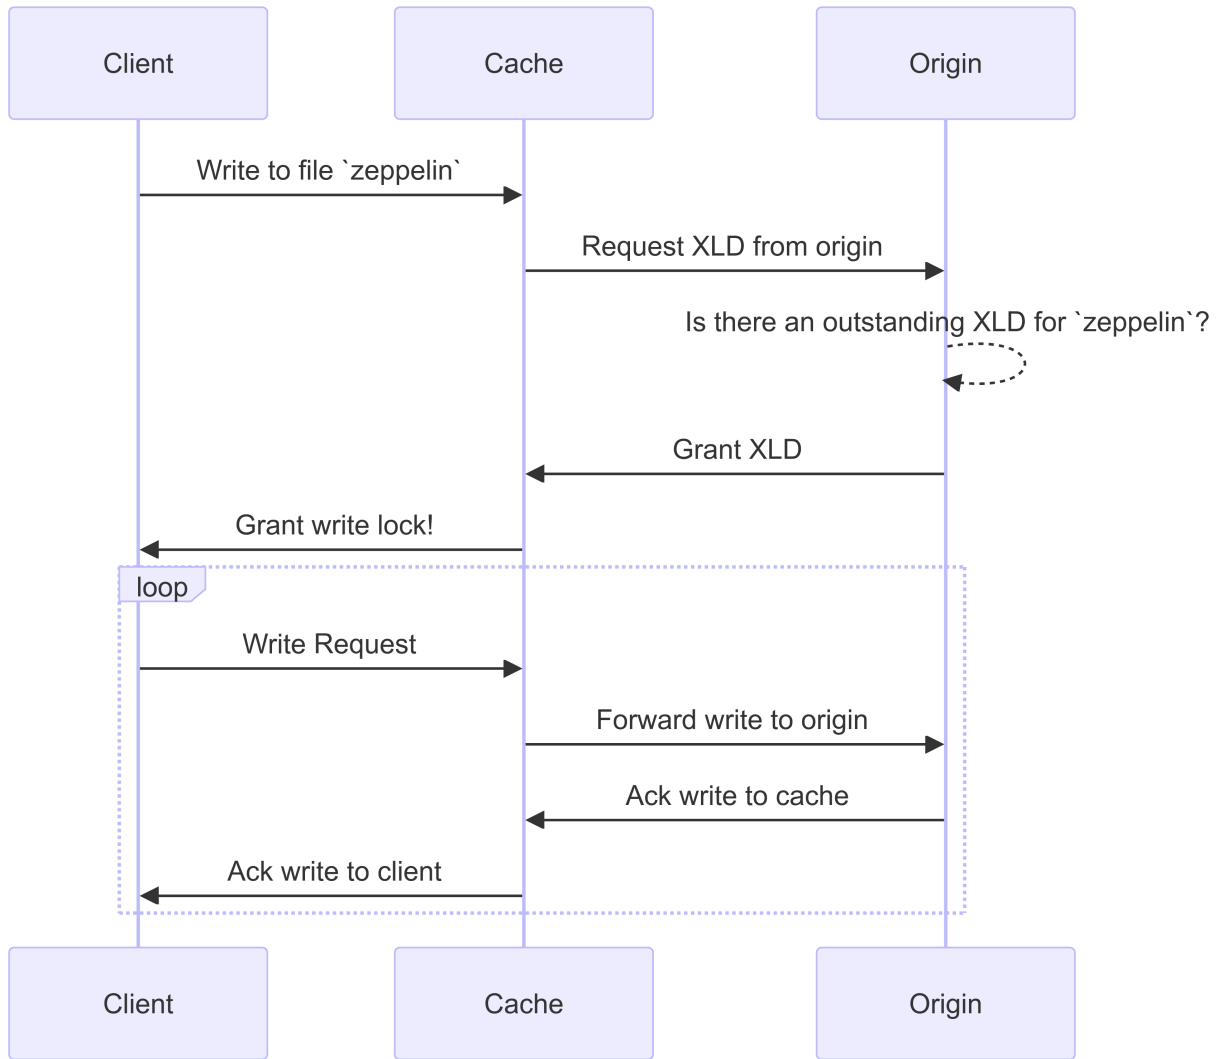 Client
Cache
Origin
Write to file `zeppelin`
Request XLD from origin
Is there an outstanding XLD for `zeppelin`?
Grant XLD
Grant write lock!
loop
Write Request
Forward write to origin
Ack write to cache
Ack write to client
Client
Cache
Origin